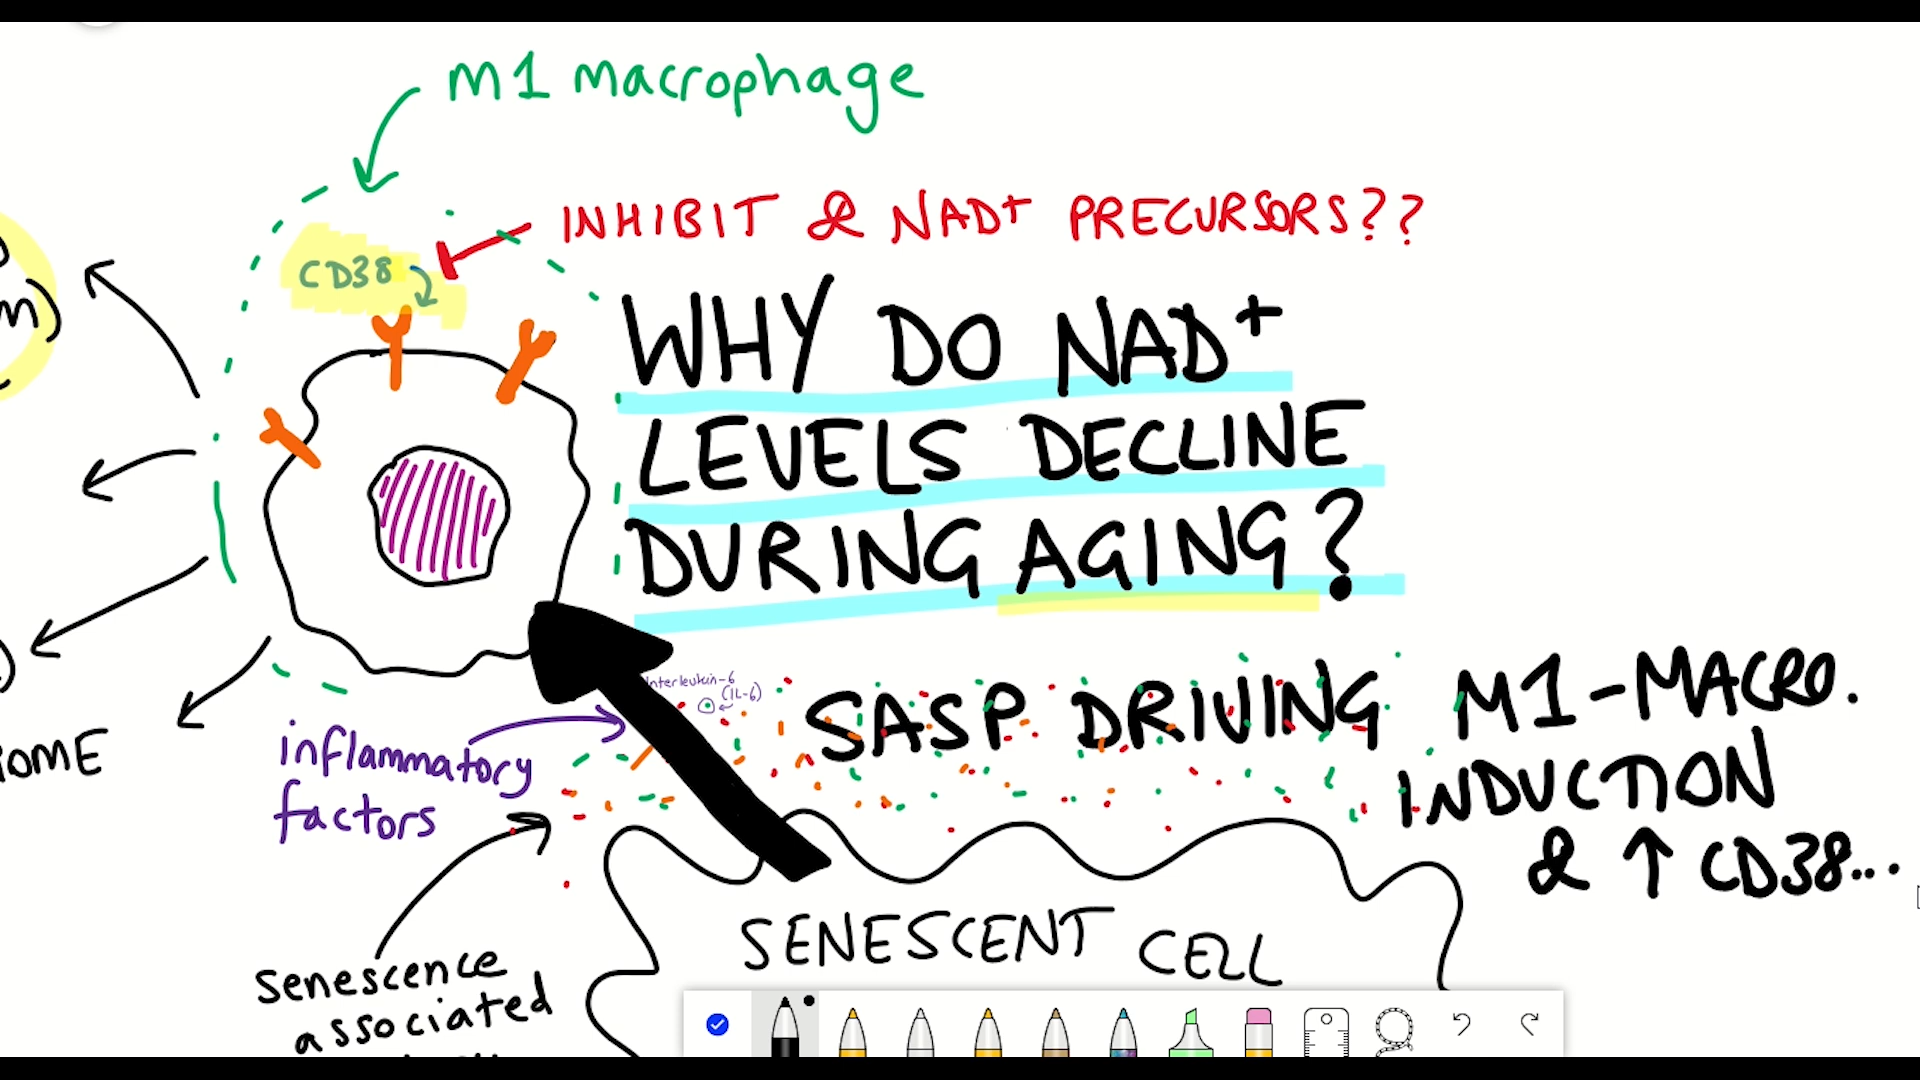 m1 macrophage
INHIBIT & NAD+ PRECURSORS??
CD38
m)
WHY DO NAD+
LEVELS DECLINE
DURING AGING?
Interleukin-6
(IL-6)
SASP DRIVING M1-MACRO.
INDUCTION
& ↑ CD38...
)
inflammatory
factors
OME
SENESCENT CELL
Senescence
associated